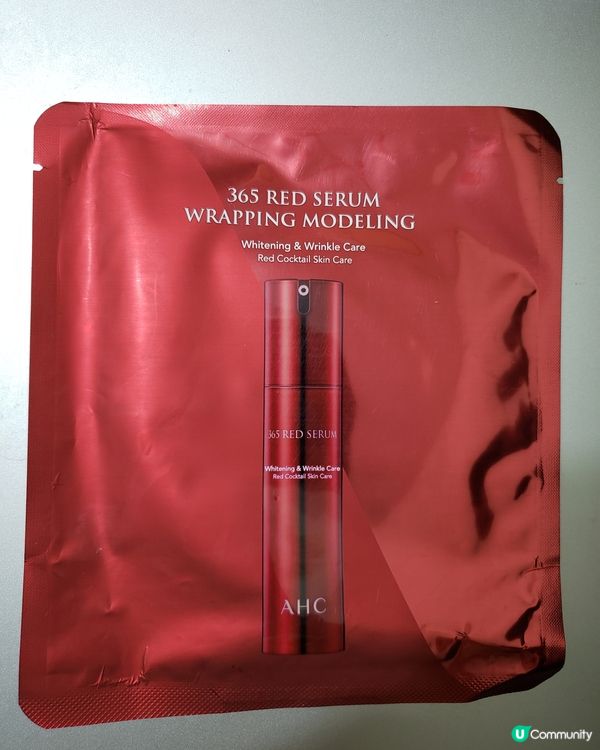 365 RED SERUM
WRAPPING MODELING
Whitening & Wrinkle Care
Red Cocktail Skin Care
365 RED SERUM
Whitening & Wrinkle Care
Red Cocktail Skin Care
AHC
U Community